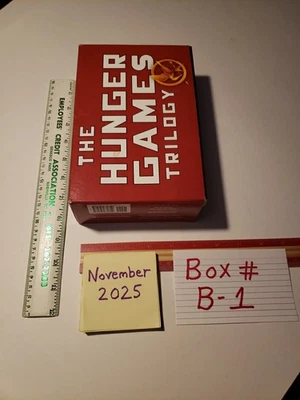 THE
HUNGER
GAMES
TRILOGY
EMPLOYEES CREDIT ASSOCIATION
November
2025
Box #
B-1